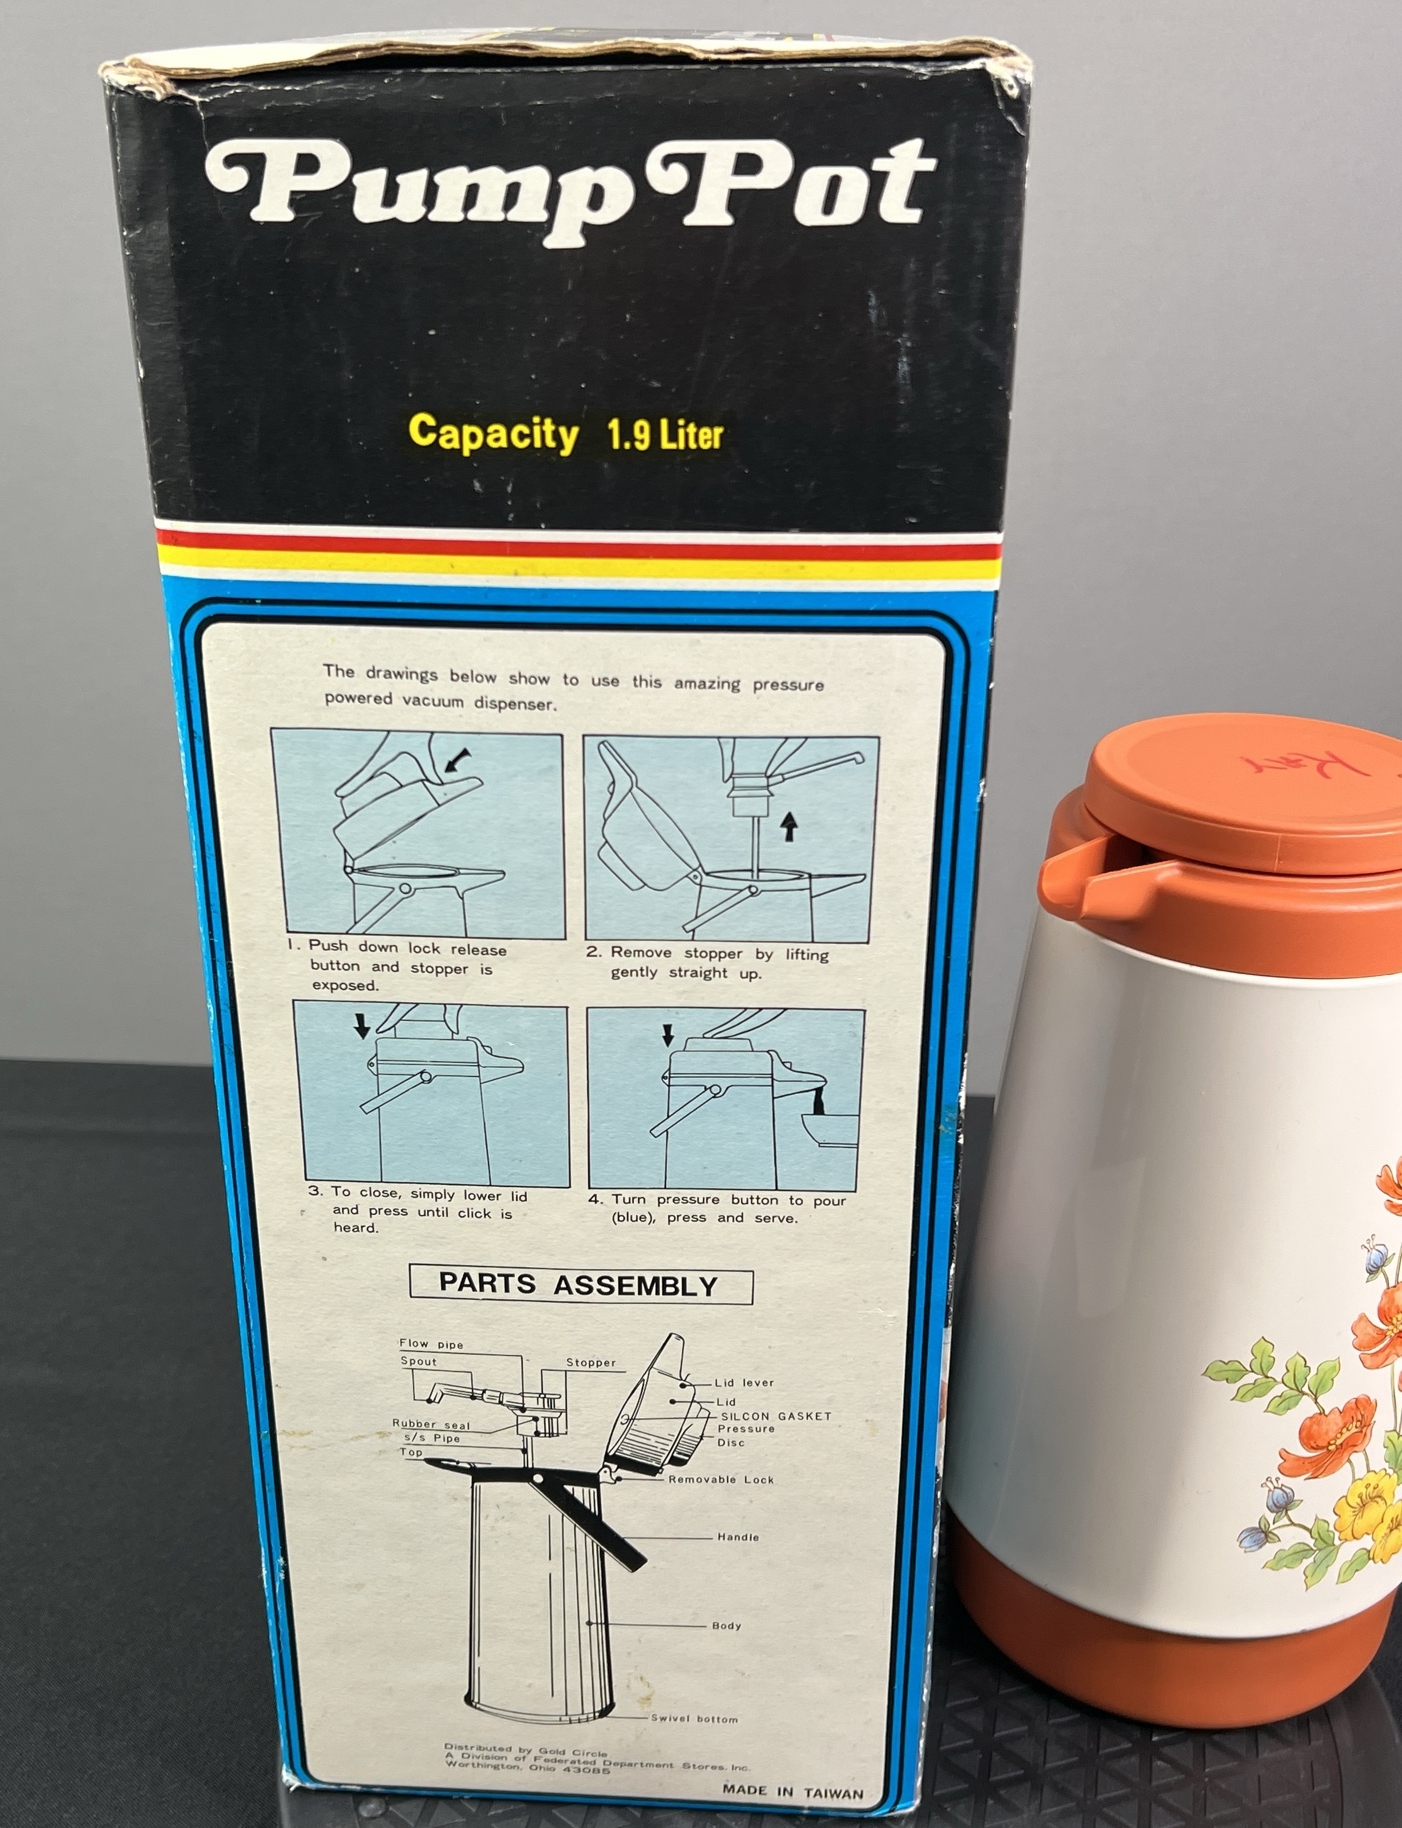 Pump Pot
Capacity 1.9 Liter
The drawings below show to use this amazing pressure
powered vacuum dispenser.
1. Push down lock release
button and stopper is
exposed.
2. Remove stopper by lifting
gently straight up.
3. To close, simply lower lid
and press until click is
heard.
4. Turn pressure button to pour
(blue), press and serve.
PARTS ASSEMBLY
Flow pipe
Spout
Stopper
Rubber seal
s/s Pipe
Top
Lid lever
Lid
SILCON GASKET
Pressure
Disc
Removable Lock
Handle
Body
Swivel bottom
Distributed by Gold Circle
A Division of Federated Department Stores, Inc.
Worthington, Ohio 43085
MADE IN TAIWAN